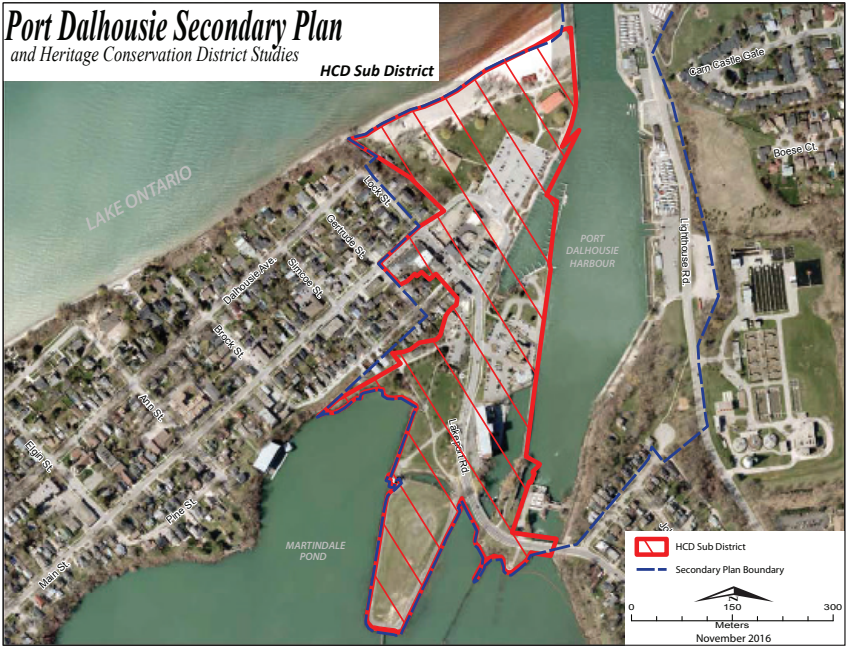 Port Dalhousie Secondary Plan
and Heritage Conservation District Studies
HCD Sub District
Carn Castle Gate
Boese Ct.
LAKE ONTARIO
Lock St.
Gertrude St.
Simcoe St.
Dalhousie Ave.
Brock St.
Ann St.
Elgin St.
Pine St.
Main St.
PORT
DALHOUSIE
HARBOUR
Lighthouse Rd.
Lakeport Rd.
MARTINDALE
POND
HCD Sub District
Secondary Plan Boundary
Z
0 150 300
Meters
November 2016